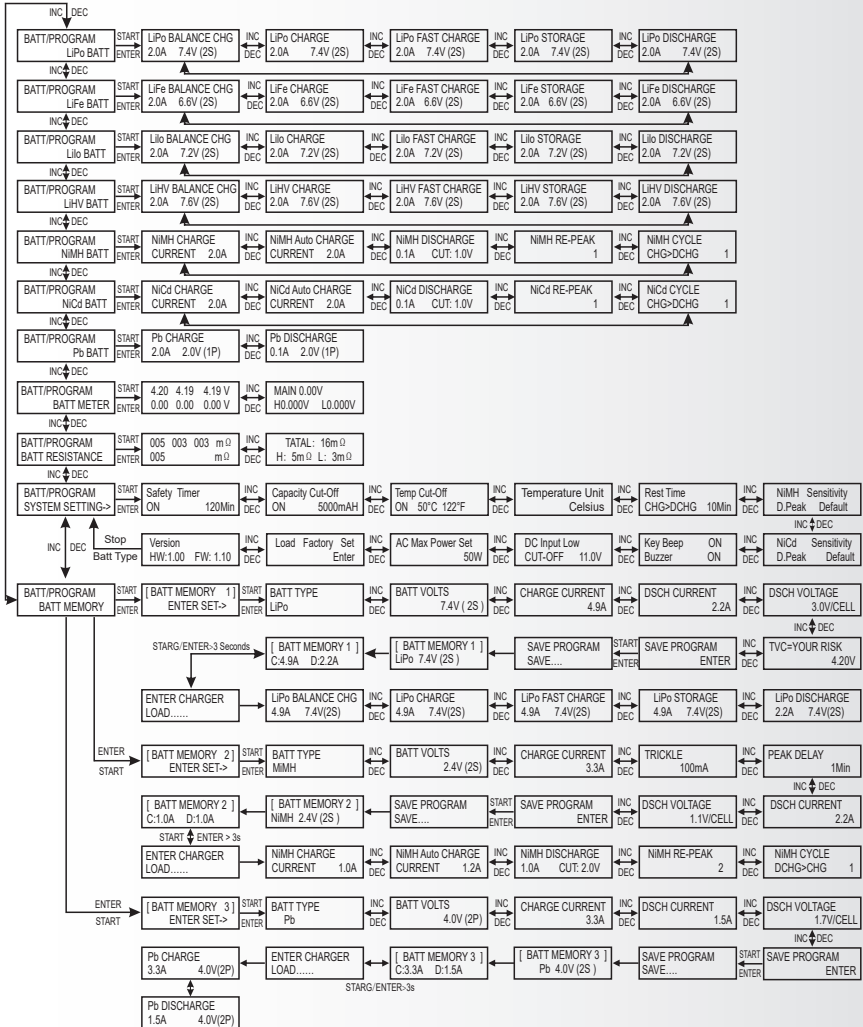 INC DEC
BATT/PROGRAM
LiPo BATT
START
ENTER
LiPo BALANCE CHG
2.0A 7.4V (2S)
INC
DEC
LiPo CHARGE
2.0A 7.4V (2S)
INC
DEC
LiPo FAST CHARGE
2.0A 7.4V (2S)
INC
DEC
LiPo STORAGE
2.0A 7.4V (2S)
INC
DEC
LiPo DISCHARGE
2.0A 7.4V (2S)
INC DEC
BATT/PROGRAM
LiFe BATT
START
ENTER
LiFe BALANCE CHG
2.0A 6.6V (2S)
INC
DEC
LiFe CHARGE
2.0A 6.6V (2S)
INC
DEC
LiFe FAST CHARGE
2.0A 6.6V (2S)
INC
DEC
LiFe STORAGE
2.0A 6.6V (2S)
INC
DEC
LiFe DISCHARGE
2.0A 6.6V (2S)
INC DEC
BATT/PROGRAM
LiIo BATT
START
ENTER
LiIo BALANCE CHG
2.0A 7.2V (2S)
INC
DEC
LiIo CHARGE
2.0A 7.2V (2S)
INC
DEC
LiIo FAST CHARGE
2.0A 7.2V (2S)
INC
DEC
LiIo STORAGE
2.0A 7.2V (2S)
INC
DEC
LiIo DISCHARGE
2.0A 7.2V (2S)
INC DEC
BATT/PROGRAM
LiHV BATT
START
ENTER
LiHV BALANCE CHG
2.0A 7.6V (2S)
INC
DEC
LiHV CHARGE
2.0A 7.6V (2S)
INC
DEC
LiHV FAST CHARGE
2.0A 7.6V (2S)
INC
DEC
LiHV STORAGE
2.0A 7.6V (2S)
INC
DEC
LiHV DISCHARGE
2.0A 7.6V (2S)
INC DEC
BATT/PROGRAM
NiMH BATT
START
ENTER
NiMH CHARGE
CURRENT 2.0A
INC
DEC
NiMH Auto CHARGE
CURRENT 2.0A
INC
DEC
NiMH DISCHARGE
0.1A CUT: 1.0V
INC
DEC
NiMH RE-PEAK
1
INC
DEC
NiMH CYCLE
CHG>DCHG 1
INC DEC
BATT/PROGRAM
NiCd BATT
START
ENTER
NiCd CHARGE
CURRENT 2.0A
INC
DEC
NiCd Auto CHARGE
CURRENT 2.0A
INC
DEC
NiCd DISCHARGE
0.1A CUT: 1.0V
INC
DEC
NiCd RE-PEAK
1
INC
DEC
NiCd CYCLE
CHG>DCHG 1
INC DEC
BATT/PROGRAM
Pb BATT
START
ENTER
Pb CHARGE
2.0A 2.0V (1P)
INC
DEC
Pb DISCHARGE
0.1A 2.0V (1P)
INC DEC
BATT/PROGRAM
BATT METER
START
ENTER
4.20 4.19 4.19 V
0.00 0.00 0.00 V
INC
DEC
MAIN 0.00V
H0.000V L0.000V
INC DEC
BATT/PROGRAM
BATT RESISTANCE
START
ENTER
005 003 003 mΩ
005 mΩ
INC
DEC
TATAL: 16mΩ
H: 5mΩ L: 3mΩ
INC DEC
BATT/PROGRAM
SYSTEM SETTING->
START
ENTER
Safety Timer
ON 120Min
INC
DEC
Capacity Cut-Off
ON 5000mAH
INC
DEC
Temp Cut-Off
ON 50°C 122°F
INC
DEC
Temperature Unit
Celsius
INC
DEC
Rest Time
CHG>DCHG 10Min
INC
DEC
NiMH Sensitivity
D.Peak Default
INC DEC
INC DEC
Stop
Batt Type
Version
HW:1.00 FW: 1.10
INC
DEC
Load Factory Set
Enter
INC
DEC
AC Max Power Set
50W
INC
DEC
DC Input Low
CUT-OFF 11.0V
INC
DEC
Key Beep ON
Buzzer ON
INC
DEC
NiCd Sensitivity
D.Peak Default
BATT/PROGRAM
BATT MEMORY
START
ENTER
[ BATT MEMORY 1 ]
ENTER SET->
START
ENTER
BATT TYPE
LiPo
INC
DEC
BATT VOLTS
7.4V ( 2S )
INC
DEC
CHARGE CURRENT
4.9A
INC
DEC
DSCH CURRENT
2.2A
INC
DEC
DSCH VOLTAGE
3.0V/CELL
INC DEC
STARG/ENTER>3 Seconds
[ BATT MEMORY 1 ]
C:4.9A D:2.2A
[ BATT MEMORY 1 ]
LiPo 7.4V (2S )
SAVE PROGRAM
SAVE....
START
ENTER
SAVE PROGRAM
ENTER
INC
DEC
TVC=YOUR RISK
4.20V
ENTER CHARGER
LOAD......
LiPo BALANCE CHG
4.9A 7.4V(2S)
INC
DEC
LiPo CHARGE
4.9A 7.4V(2S)
INC
DEC
LiPo FAST CHARGE
4.9A 7.4V(2S)
INC
DEC
LiPo STORAGE
4.9A 7.4V(2S)
INC
DEC
LiPo DISCHARGE
2.2A 7.4V(2S)
ENTER
START
[ BATT MEMORY 2 ]
ENTER SET->
START
ENTER
BATT TYPE
MiMH
INC
DEC
BATT VOLTS
2.4V (2S)
INC
DEC
CHARGE CURRENT
3.3A
INC
DEC
TRICKLE
100mA
INC
DEC
PEAK DELAY
1Min
INC DEC
[ BATT MEMORY 2 ]
C:1.0A D:1.0A
[ BATT MEMORY 2 ]
NiMH 2.4V (2S )
SAVE PROGRAM
SAVE....
START
ENTER
SAVE PROGRAM
ENTER
INC
DEC
DSCH VOLTAGE
1.1V/CELL
INC
DEC
DSCH CURRENT
2.2A
START ENTER > 3s
ENTER CHARGER
LOAD......
NiMH CHARGE
CURRENT 1.0A
INC
DEC
NiMH Auto CHARGE
CURRENT 1.2A
INC
DEC
NiMH DISCHARGE
1.0A CUT: 2.0V
INC
DEC
NiMH RE-PEAK
2
INC
DEC
NiMH CYCLE
DCHG>CHG 1
ENTER
START
[ BATT MEMORY 3 ]
ENTER SET->
START
ENTER
BATT TYPE
Pb
INC
DEC
BATT VOLTS
4.0V (2P)
INC
DEC
CHARGE CURRENT
3.3A
INC
DEC
DSCH CURRENT
1.5A
INC
DEC
DSCH VOLTAGE
1.7V/CELL
INC DEC
Pb CHARGE
3.3A 4.0V(2P)
ENTER CHARGER
LOAD......
STARG/ENTER>3s
[ BATT MEMORY 3 ]
C:3.3A D:1.5A
[ BATT MEMORY 3 ]
Pb 4.0V (2S )
SAVE PROGRAM
SAVE....
START
ENTER
SAVE PROGRAM
ENTER
Pb DISCHARGE
1.5A 4.0V(2P)